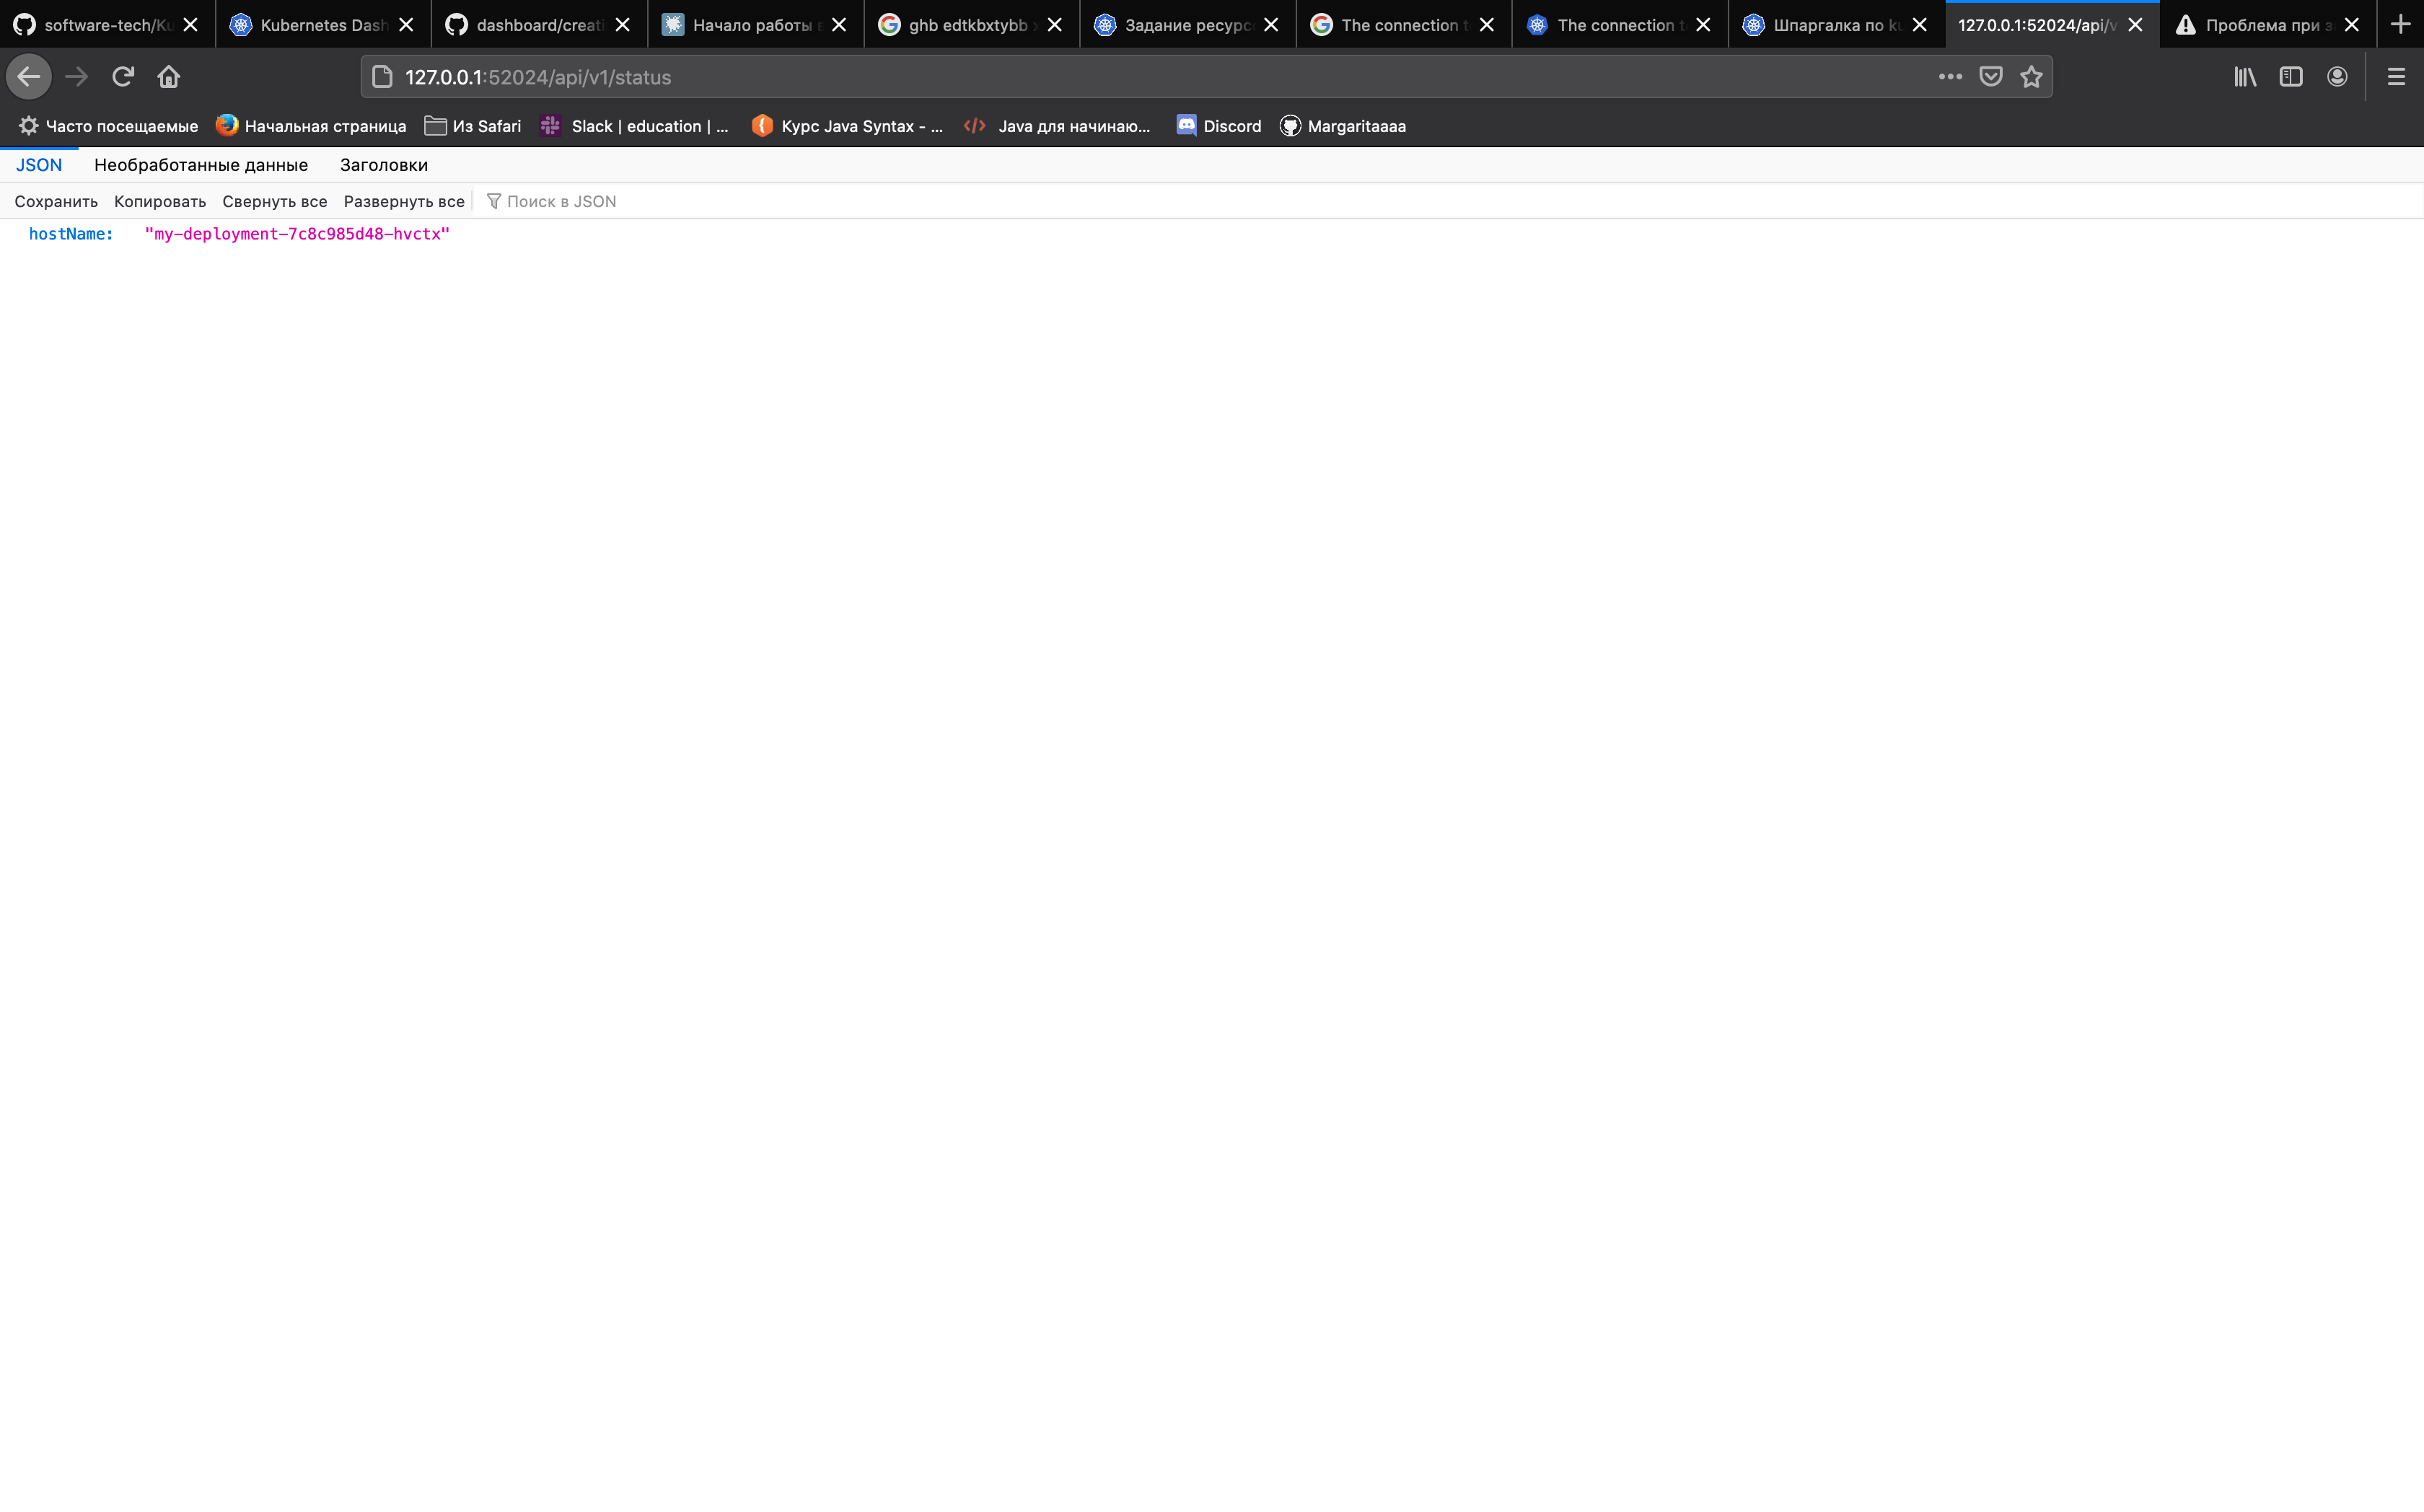 software-tech/Ku
Kubernetes Dash
dashboard/creati
Начало работы в
ghb edtkbxtybb
Задание ресурс
The connection t
The connection t
Шпаргалка по ku
127.0.0.1:52024/api/v
Проблема при з
127.0.0.1:52024/api/v1/status
Часто посещаемые
Начальная страница
Из Safari
Slack | education | ...
Курс Java Syntax - ...
Java для начинаю...
Discord
Margaritaaaa
JSON
Необработанные данные
Заголовки
Сохранить
Копировать
Свернуть все
Развернуть все
Поиск в JSON
hostName: "my-deployment-7c8c985d48-hvctx"